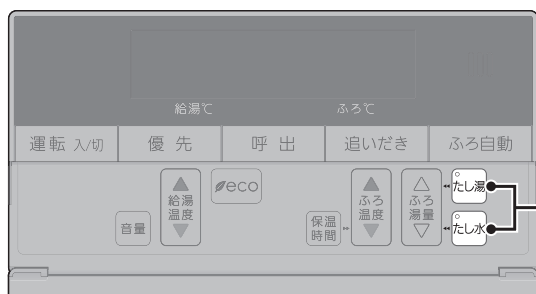 給湯℃ ふろ℃
運転 入/切 優先 呼出 追いだき ふろ自動
給湯温度
eco
音量
保温時間
ふろ温度
ふろ湯量
たし湯
たし水